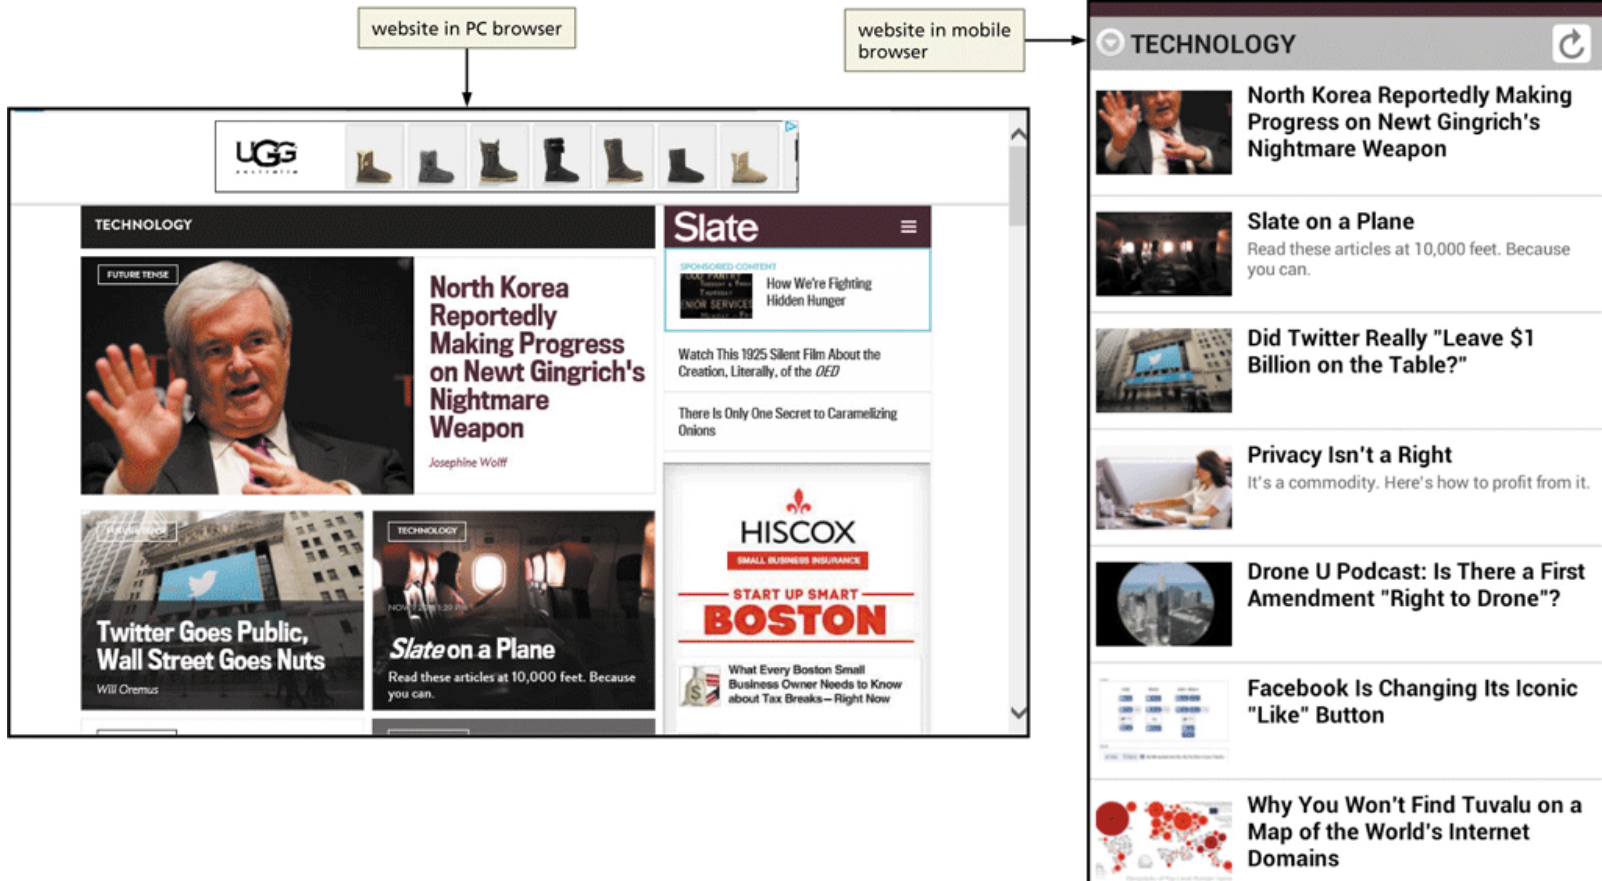 website in PC browser
website in mobile
browser
UGG
australia
TECHNOLOGY
FUTURE TENSE
North Korea
Reportedly
Making Progress
on Newt Gingrich's
Nightmare
Weapon
Josephine Wolff
Twitter Goes Public,
Wall Street Goes Nuts
Will Oremus
TECHNOLOGY
Slate on a Plane
Read these articles at 10,000 feet. Because
you can.
Slate
SPONSORED CONTENT
How We're Fighting
Hidden Hunger
Watch This 1925 Silent Film About the
Creation, Literally, of the OED
There Is Only One Secret to Caramelizing
Onions
HISCOX
SMALL BUSINESS INSURANCE
START UP SMART
BOSTON
What Every Boston Small
Business Owner Needs to Know
about Tax Breaks—Right Now
TECHNOLOGY
North Korea Reportedly Making
Progress on Newt Gingrich's
Nightmare Weapon
Slate on a Plane
Read these articles at 10,000 feet. Because
you can.
Did Twitter Really "Leave $1
Billion on the Table?"
Privacy Isn't a Right
It's a commodity. Here's how to profit from it.
Drone U Podcast: Is There a First
Amendment "Right to Drone"?
Facebook Is Changing Its Iconic
"Like" Button
Why You Won't Find Tuvalu on a
Map of the World's Internet
Domains